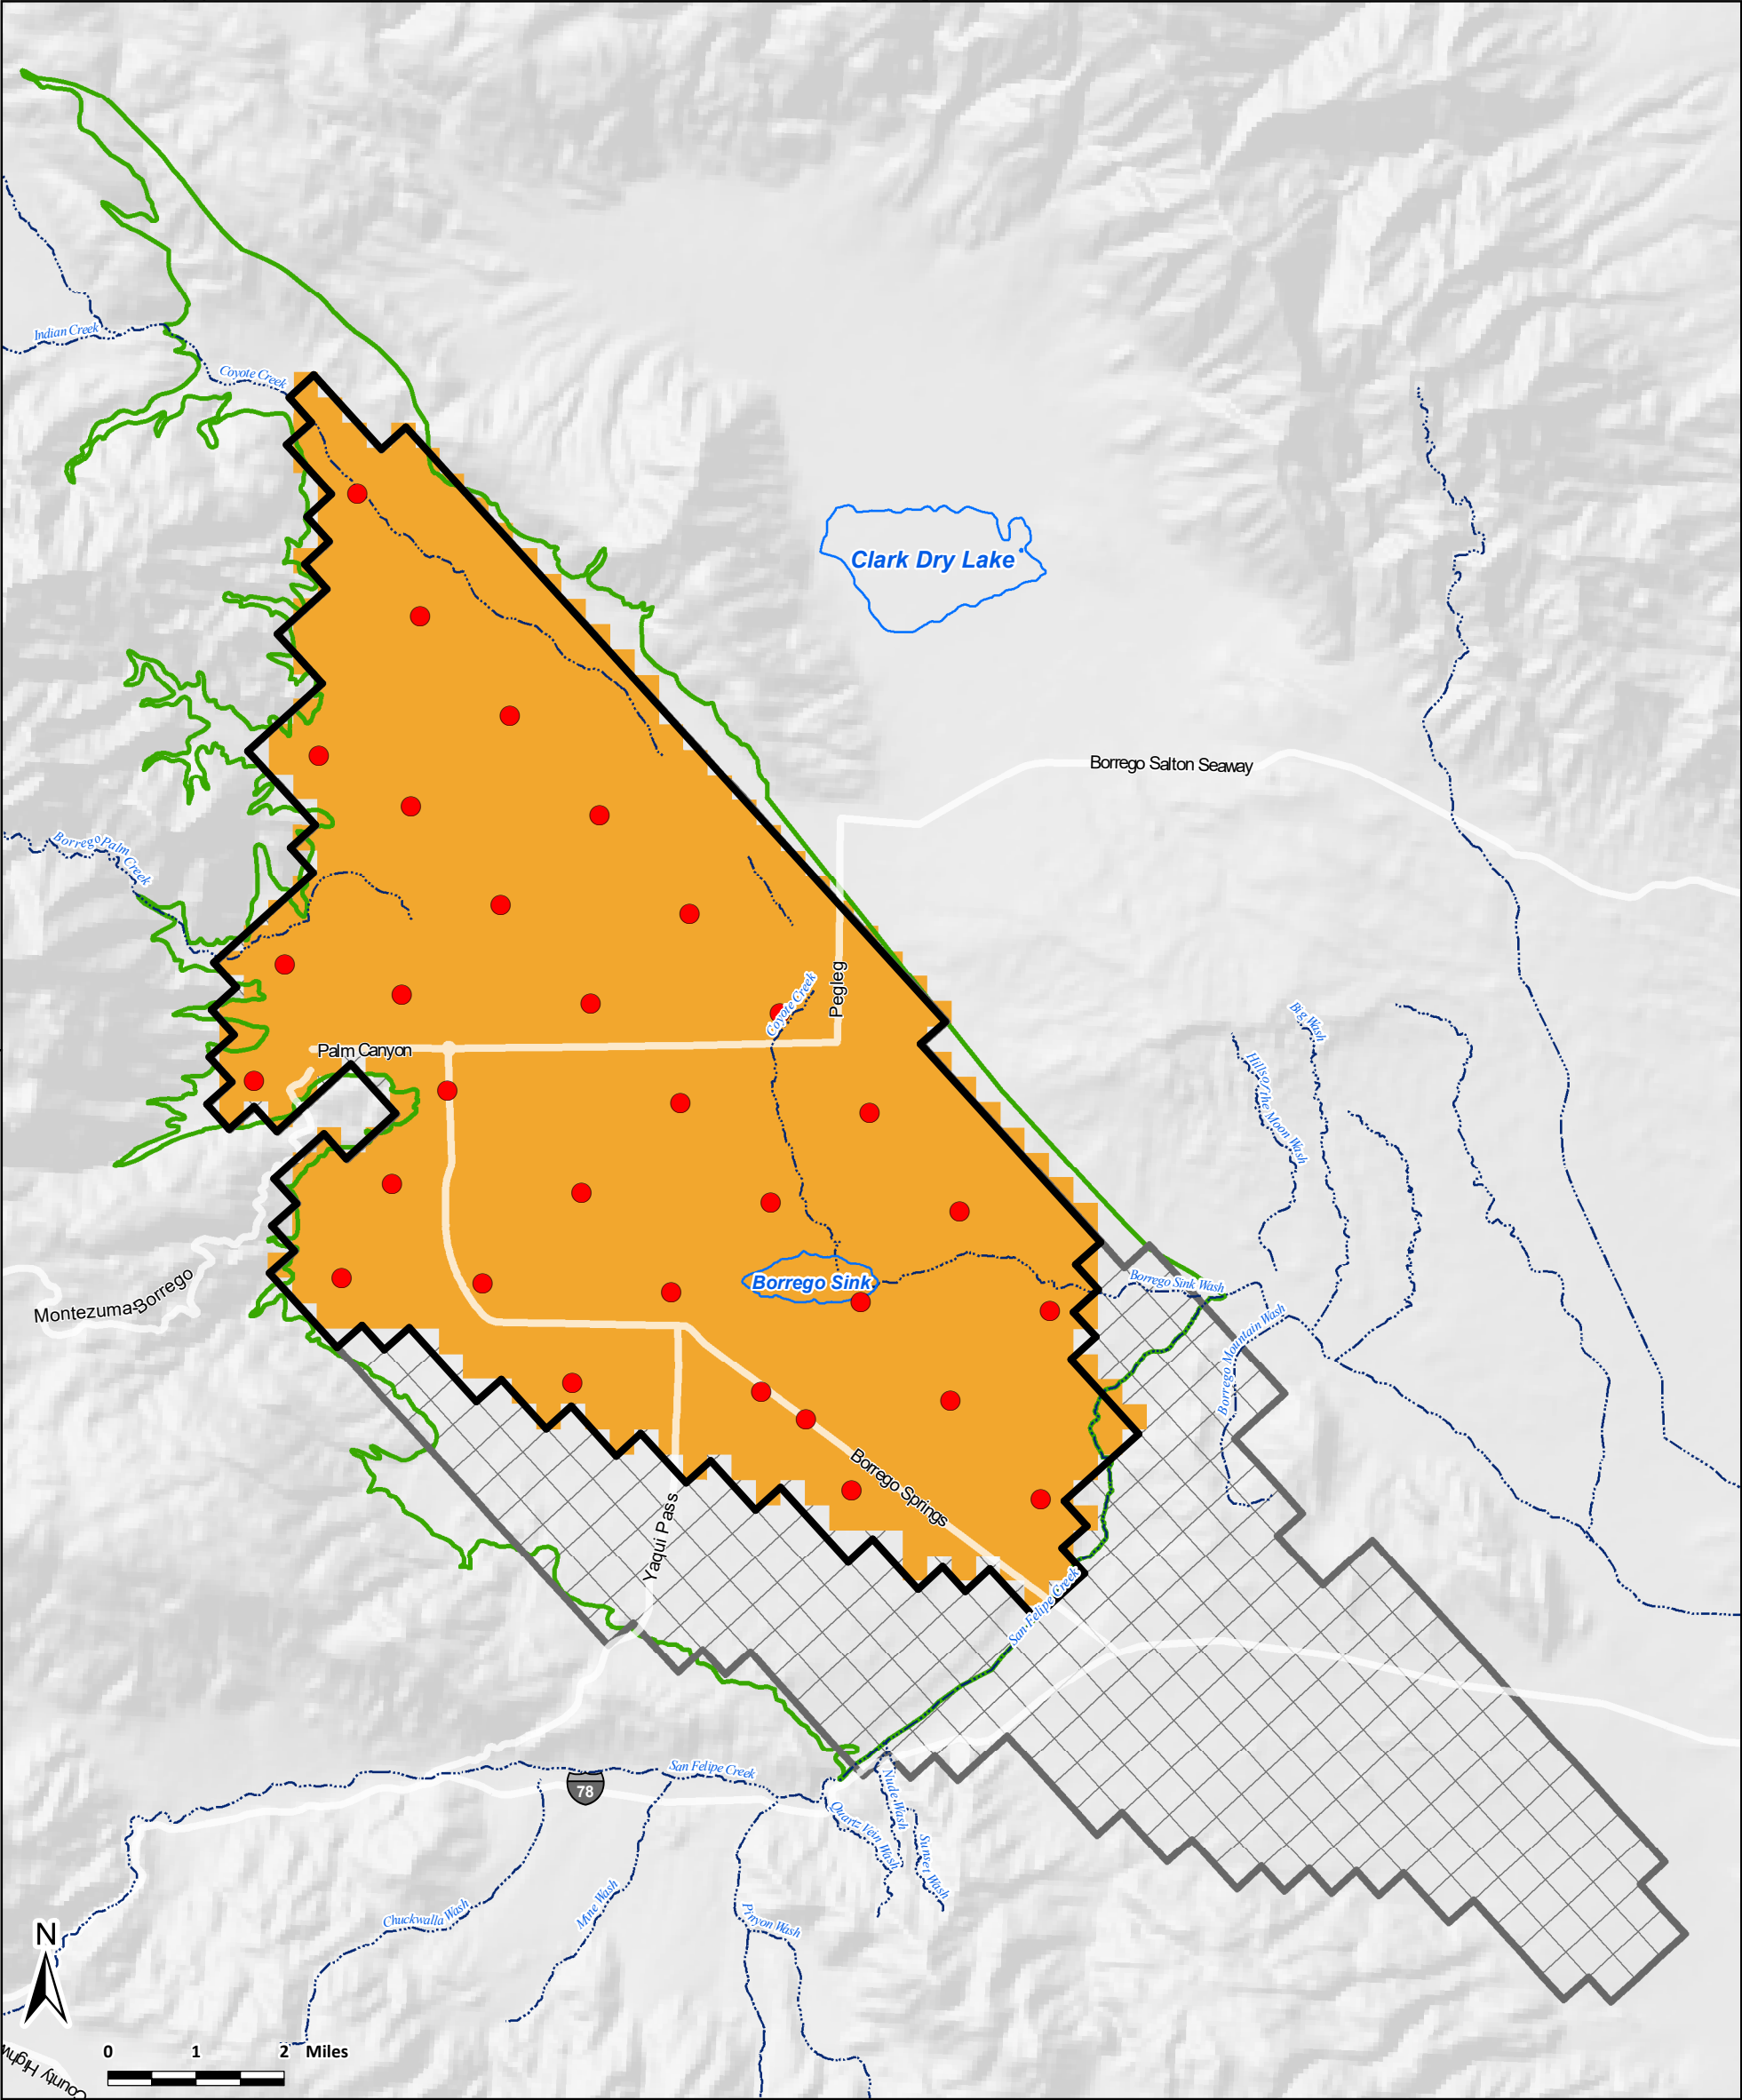 Indian Creek
Coyote Creek
Clark Dry Lake
Borrego Salton Seaway
Borrego Palm Creek
Pegleg
Coyote Creek
Big Wash
Hills of the Moon Wash
Palm Canyon
Borrego Sink
Borrego Sink Wash
Montezuma-Borrego
Borrego Mountain Wash
Borrego Springs
Yaqui Pass
San Felipe Creek
San Felipe Creek
78
Nude Wash
Quartz Vein Wash
Sunset Wash
Chuckwalla Wash
Mine Wash
Pinyon Wash
N
0 1 2 Miles
County Highw